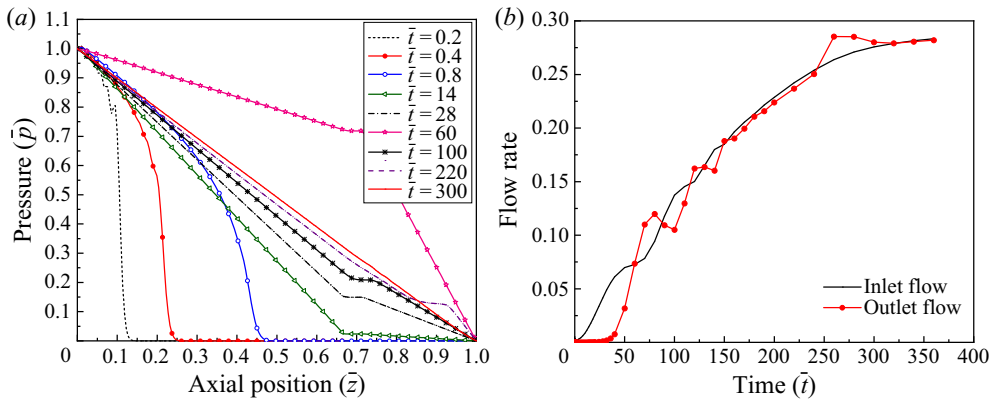 (a)
1.1
1.0
0.9
0.8
0.7
0.6
0.5
0.4
0.3
0.2
0.1
0
Pressure (p̄)
t̄ = 0.2
t̄ = 0.4
t̄ = 0.8
t̄ = 14
t̄ = 28
t̄ = 60
t̄ = 100
t̄ = 220
t̄ = 300
0 0.1 0.2 0.3 0.4 0.5 0.6 0.7 0.8 0.9 1.0
Axial position (z̄)
(b)
0.30
0.25
0.20
0.15
0.10
0.05
Flow rate
Inlet flow
Outlet flow
0 50 100 150 200 250 300 350 400
Time (t̄)